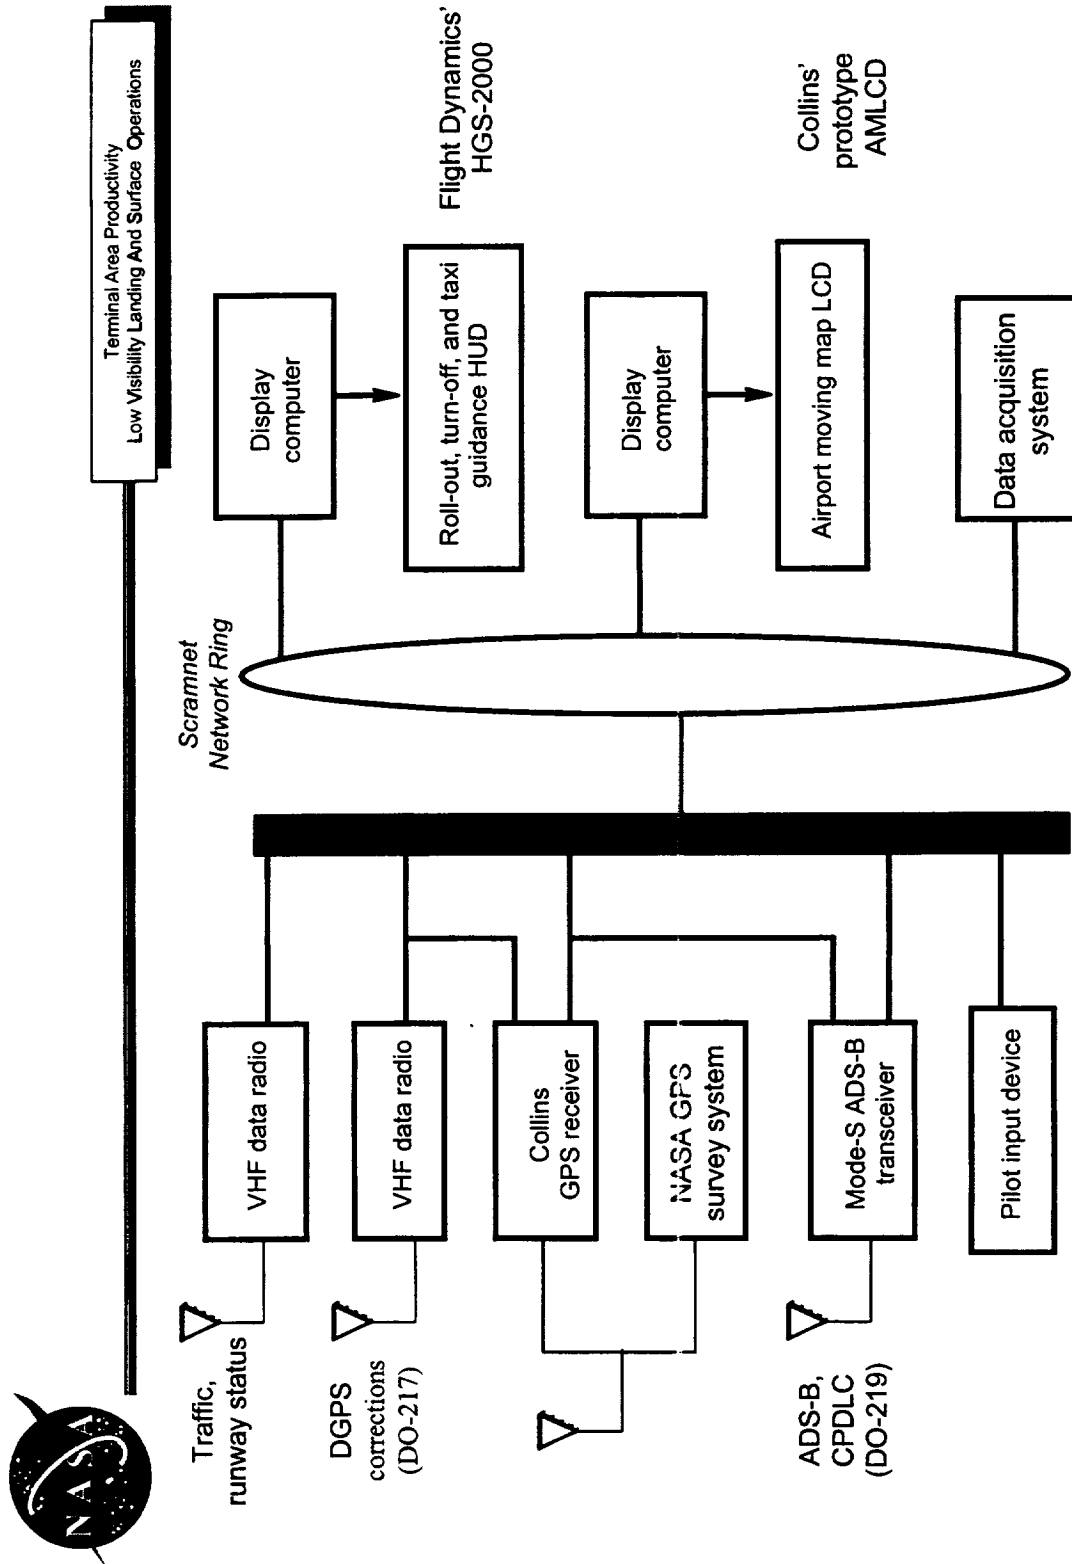 NASA
Terminal Area Productivity
Low Visibility Landing And Surface Operations
Traffic,
runway status
VHF data radio
DGPS
corrections
(DO-217)
VHF data radio
Collins
GPS receiver
NASA GPS
survey system
ADS-B,
CPDLC
(DO-219)
Mode-S ADS-B
transceiver
Pilot input device
Scramnet
Network Ring
Display
computer
Roll-out, turn-off, and taxi
guidance HUD
Flight Dynamics'
HGS-2000
Display
computer
Airport moving map LCD
Collins'
prototype
AMLCD
Data acquisition
system